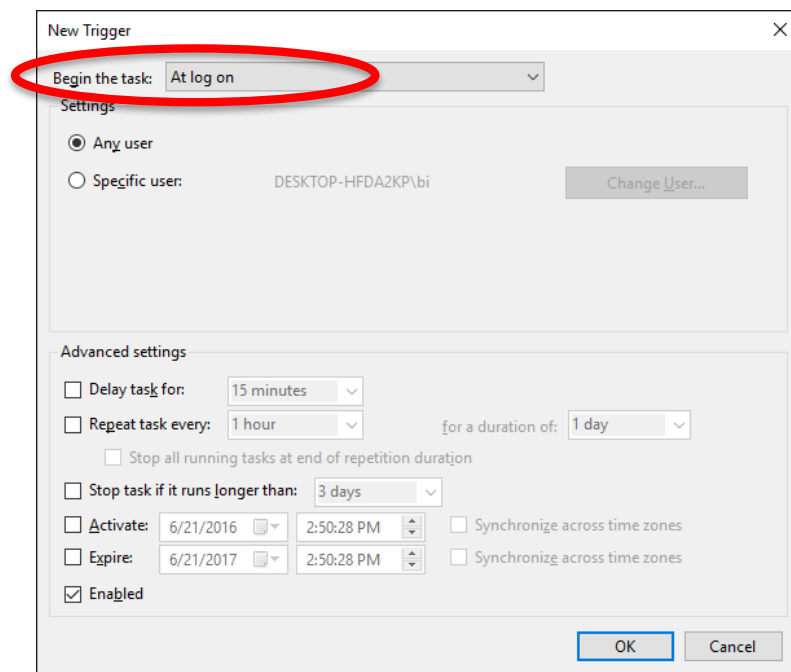 New Trigger
Begin the task: At log on
Settings
Any user
Specific user: DESKTOP-HFDA2KP\bi Change User...
Advanced settings
Delay task for: 15 minutes
Repeat task every: 1 hour for a duration of: 1 day
Stop all running tasks at end of repetition duration
Stop task if it runs longer than: 3 days
Activate: 6/21/2016 2:50:28 PM Synchronize across time zones
Expire: 6/21/2017 2:50:28 PM Synchronize across time zones
Enabled
OK Cancel